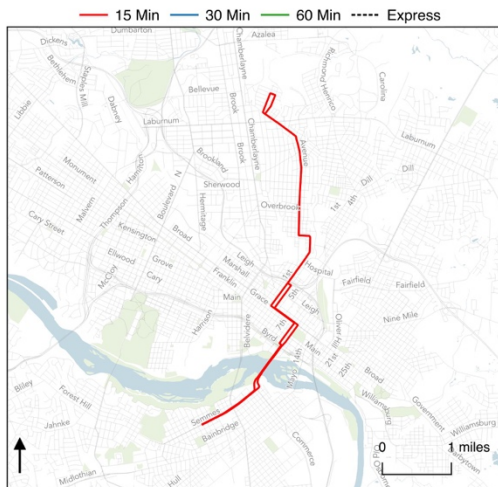 15 Min 30 Min 60 Min Express
Dumbarton
Azalea
Dickens
Bethlehem
Staples Mill
Chamberlayne
Richmond Henrico
Carolina
Libbie
Dabney
Bellevue
Brook
Laburnum
Laburnum
Chamberlayne
Brook
Avenue
Hamilton
Brookland
Monument
Patterson
Boulevard N
Sherwood
Dill
Dill
Malvern
Thompson
Hermitage
Overbrook
1st
4th
Cary Street
Kensington
Broad
Ellwood
Grove
Leigh
Marshall
1st
Hospital
McCloy
Cary
Franklin
Fairfield
Fairfield
Main
Grace
5th
Leigh
Nine Mile
Harrison
Belvidere
7th
Byrd
Main
Oliver Hill
21st
25th
Broad
Mayo
14th
Forest Hill
Williamsburg
Government
Jahnke
Semmes
Bainbridge
Williamsburg
Commerce
Midlothian
Hull
0 1 miles